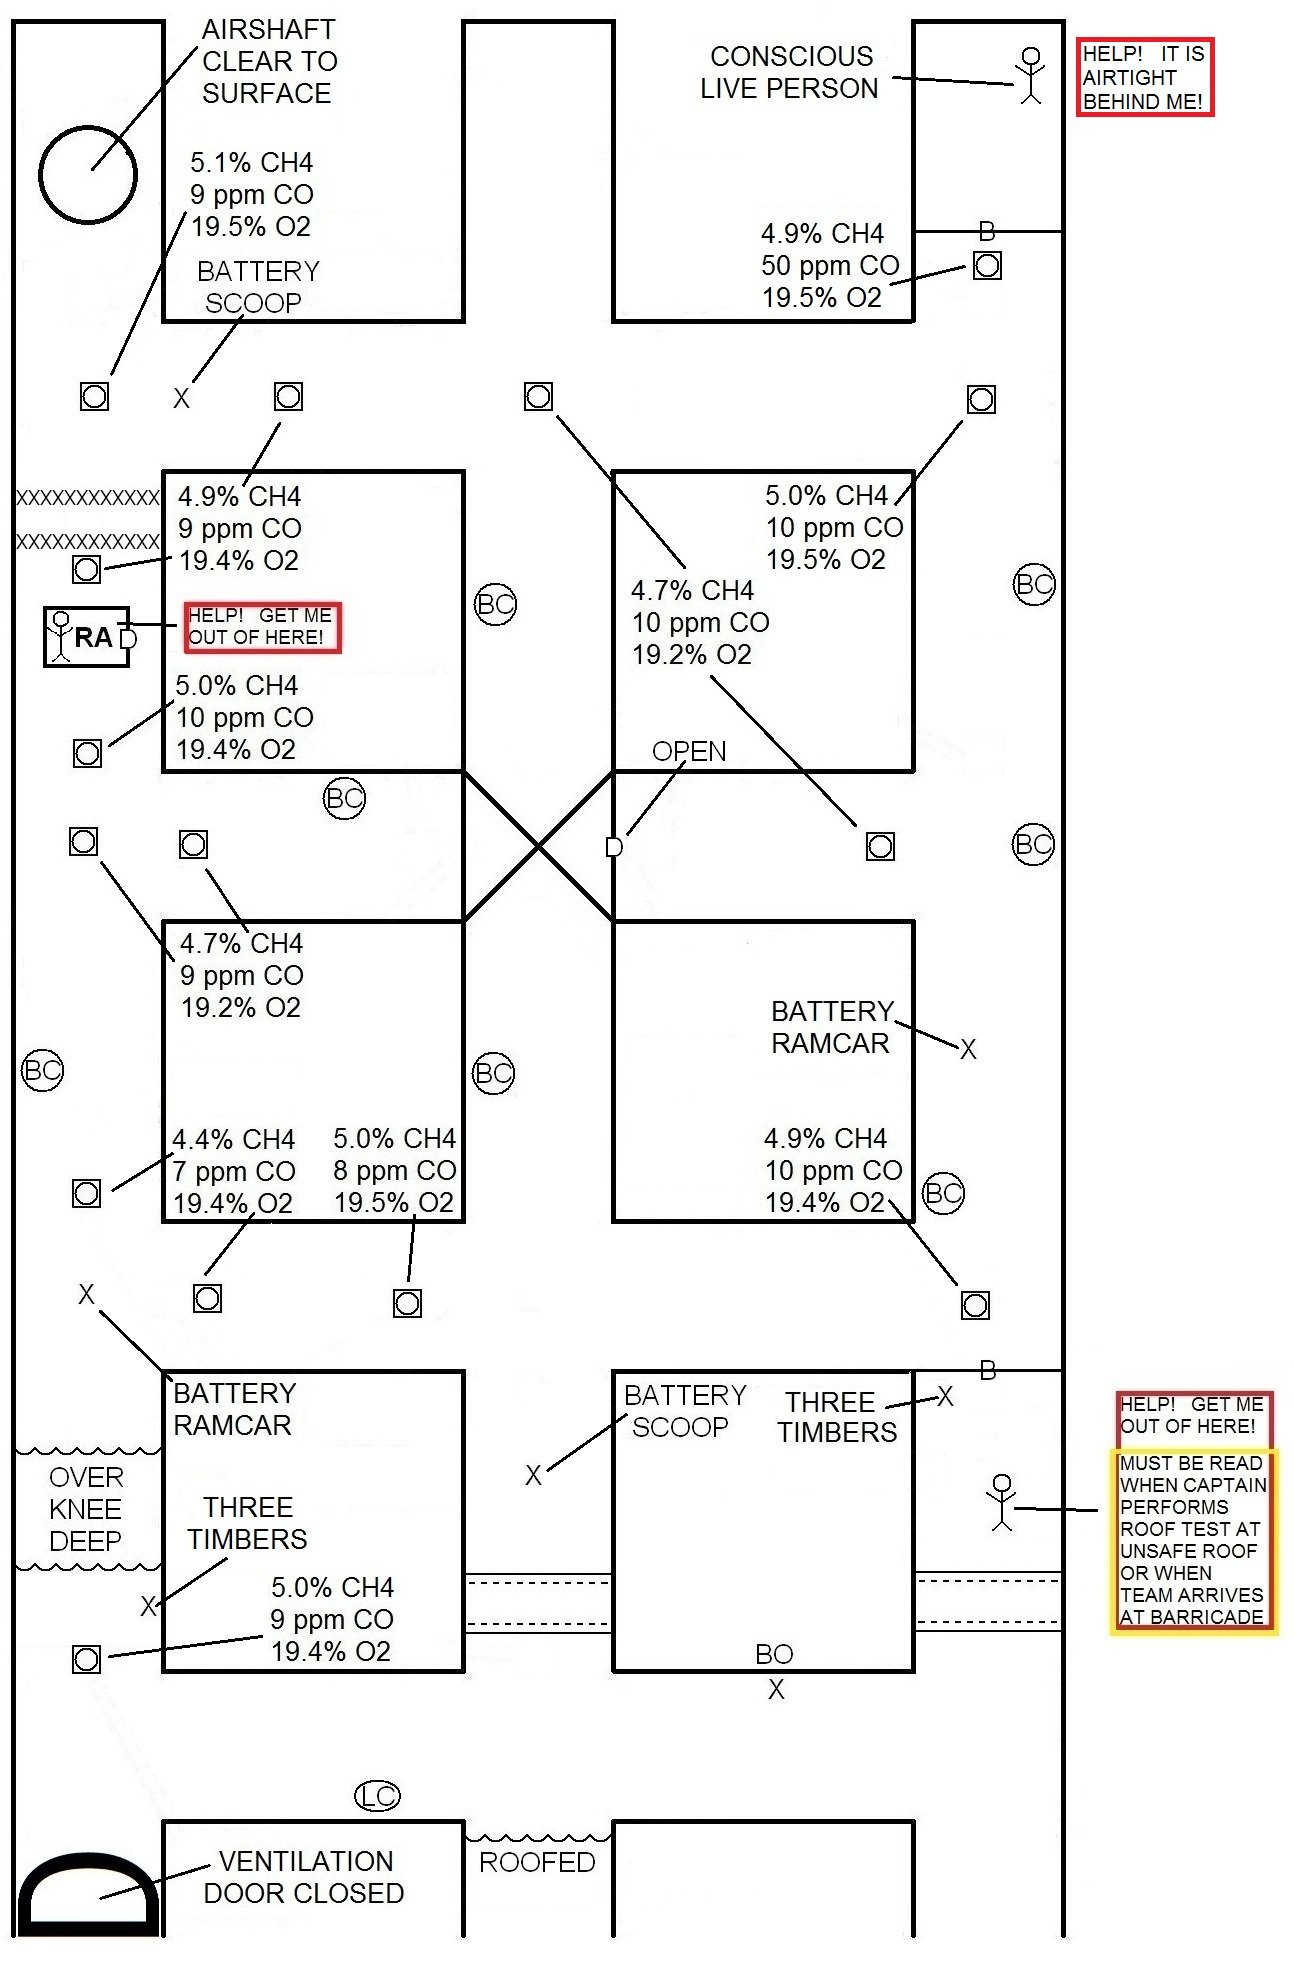 AIRSHAFT
CLEAR TO
SURFACE
CONSCIOUS
LIVE PERSON
HELP! IT IS
AIRTIGHT
BEHIND ME!
5.1% CH4
9 ppm CO
19.5% O2
BATTERY
SCOOP
X
4.9% CH4
50 ppm CO
19.5% O2
B
XXXXXXXXXXXX
XXXXXXXXXXXX
4.9% CH4
9 ppm CO
19.4% O2
5.0% CH4
10 ppm CO
19.5% O2
BC
BC
4.7% CH4
10 ppm CO
19.2% O2
RA
HELP! GET ME
OUT OF HERE!
5.0% CH4
10 ppm CO
19.4% O2
OPEN
BC
BC
4.7% CH4
9 ppm CO
19.2% O2
BATTERY
RAMCAR
X
BC
BC
4.4% CH4
7 ppm CO
19.4% O2
5.0% CH4
8 ppm CO
19.5% O2
4.9% CH4
10 ppm CO
19.4% O2
BC
X
BATTERY
RAMCAR
BATTERY
SCOOP
X
THREE
TIMBERS
X
B
HELP! GET ME
OUT OF HERE!
MUST BE READ
WHEN CAPTAIN
PERFORMS
ROOF TEST AT
UNSAFE ROOF
OR WHEN
TEAM ARRIVES
AT BARRICADE
OVER
KNEE
DEEP
THREE
TIMBERS
X
5.0% CH4
9 ppm CO
19.4% O2
BO
X
LC
VENTILATION
DOOR CLOSED
ROOFED